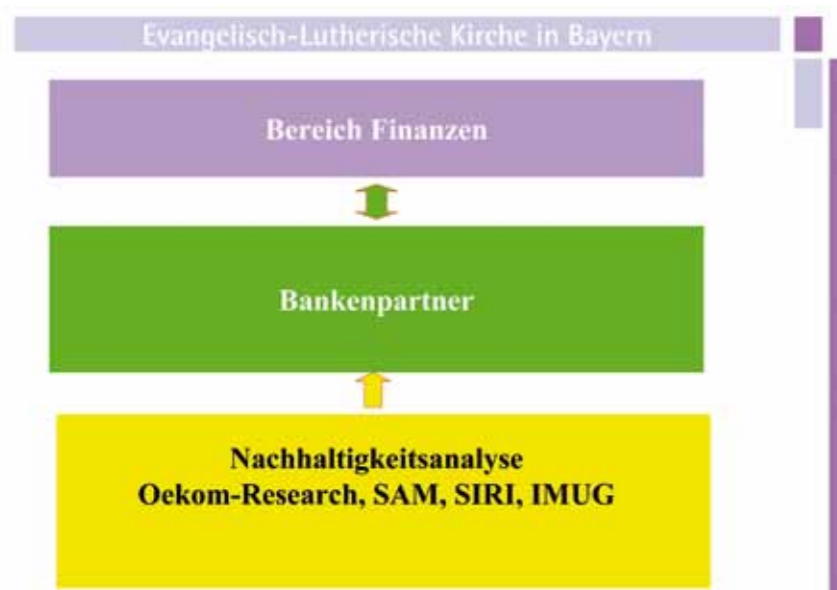 Evangelisch-Lutherische Kirche in Bayern
Bereich Finanzen
Bankenpartner
Nachhaltigkeitsanalyse
Oekom-Research, SAM, SIRI, IMUG